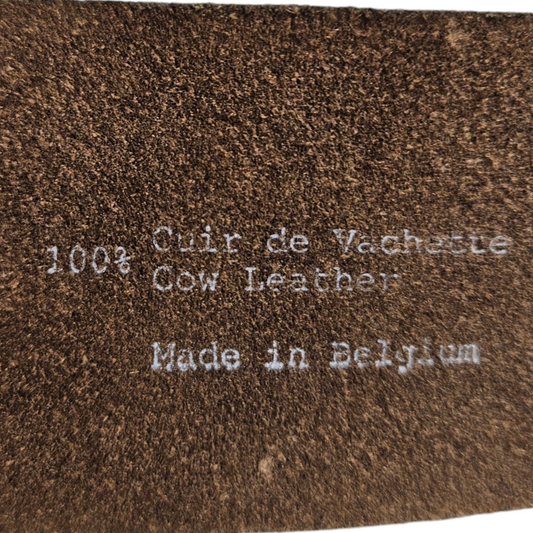 100% Cuir de Vachette
Cow Leather
Made in Belgium